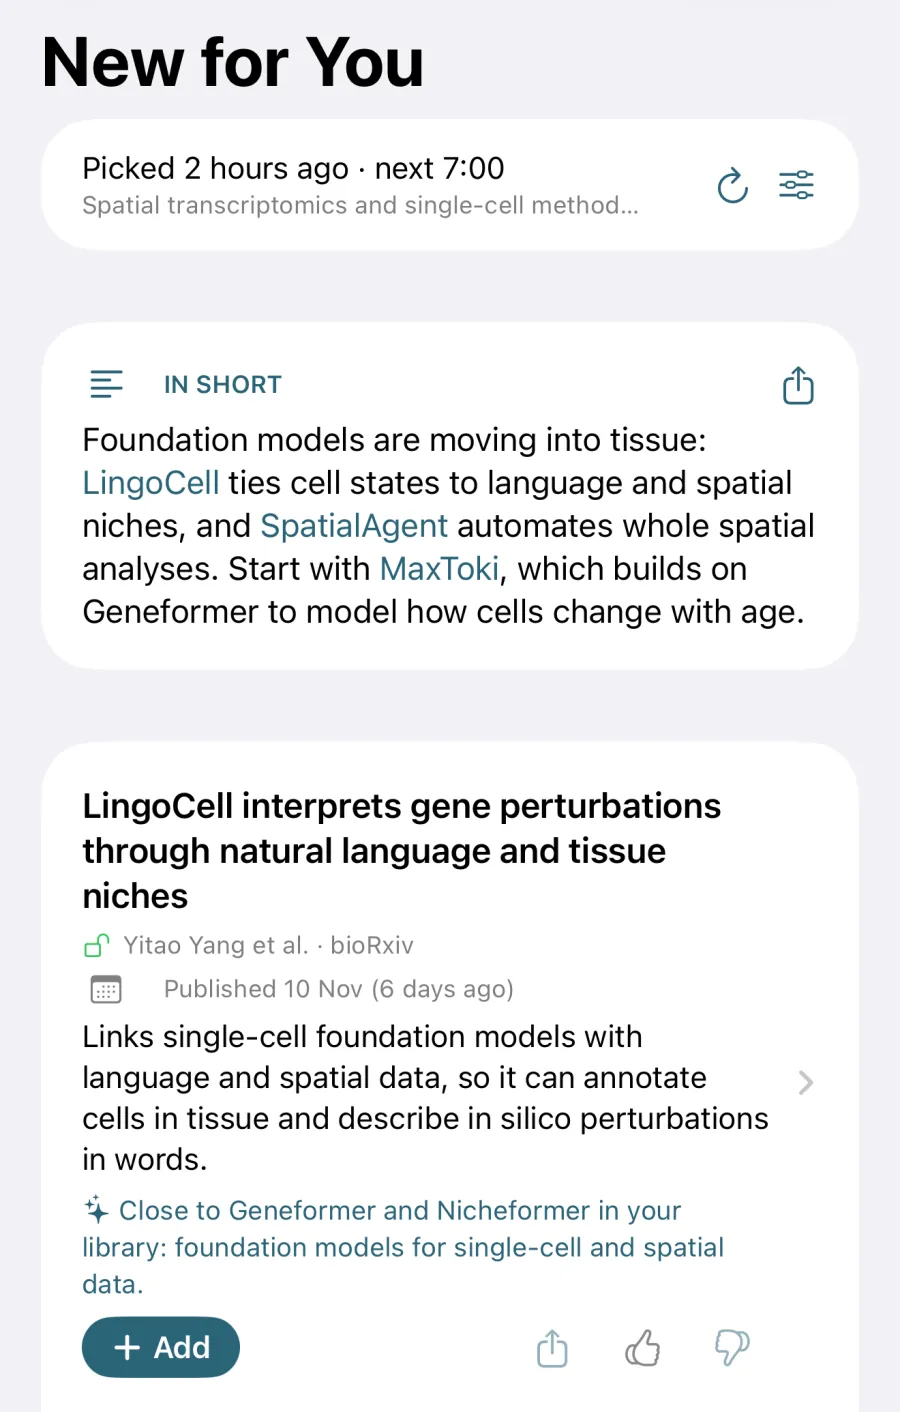 New for You
Picked 2 hours ago · next 7:00
Spatial transcriptomics and single-cell method...
IN SHORT
Foundation models are moving into tissue:
LingoCell ties cell states to language and spatial
niches, and SpatialAgent automates whole spatial
analyses. Start with MaxToki, which builds on
Geneformer to model how cells change with age.
LingoCell interprets gene perturbations
through natural language and tissue
niches
Yitao Yang et al. · bioRxiv
Published 10 Nov (6 days ago)
Links single-cell foundation models with
language and spatial data, so it can annotate
cells in tissue and describe in silico perturbations
in words.
Close to Geneformer and Nicheformer in your
library: foundation models for single-cell and spatial
data.
+ Add